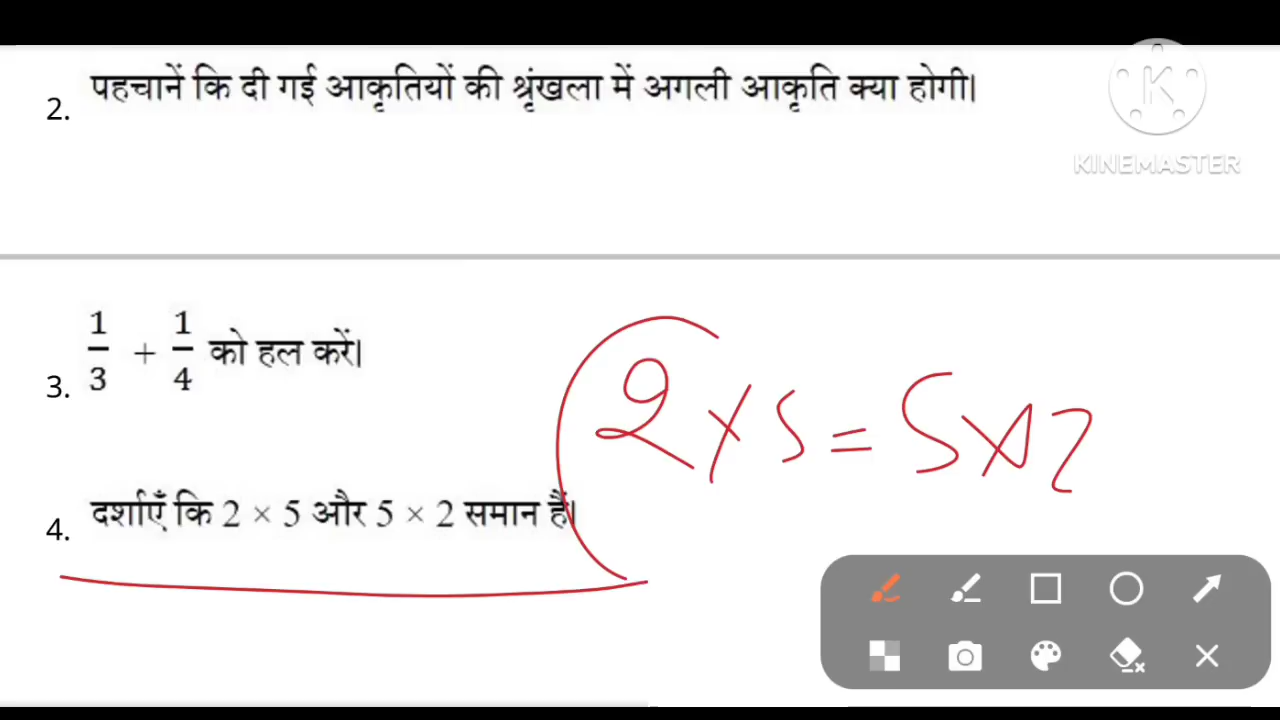 पहचानें कि दी गई आकृतियों की श्रृंखला में अगली आकृति क्या होगी।
2.
KINEMASTER
1/3 + 1/4 को हल करें।
3.
2 × 5 = 5 × 2
दर्शाएँ कि 2 × 5 और 5 × 2 समान हैं।
4.